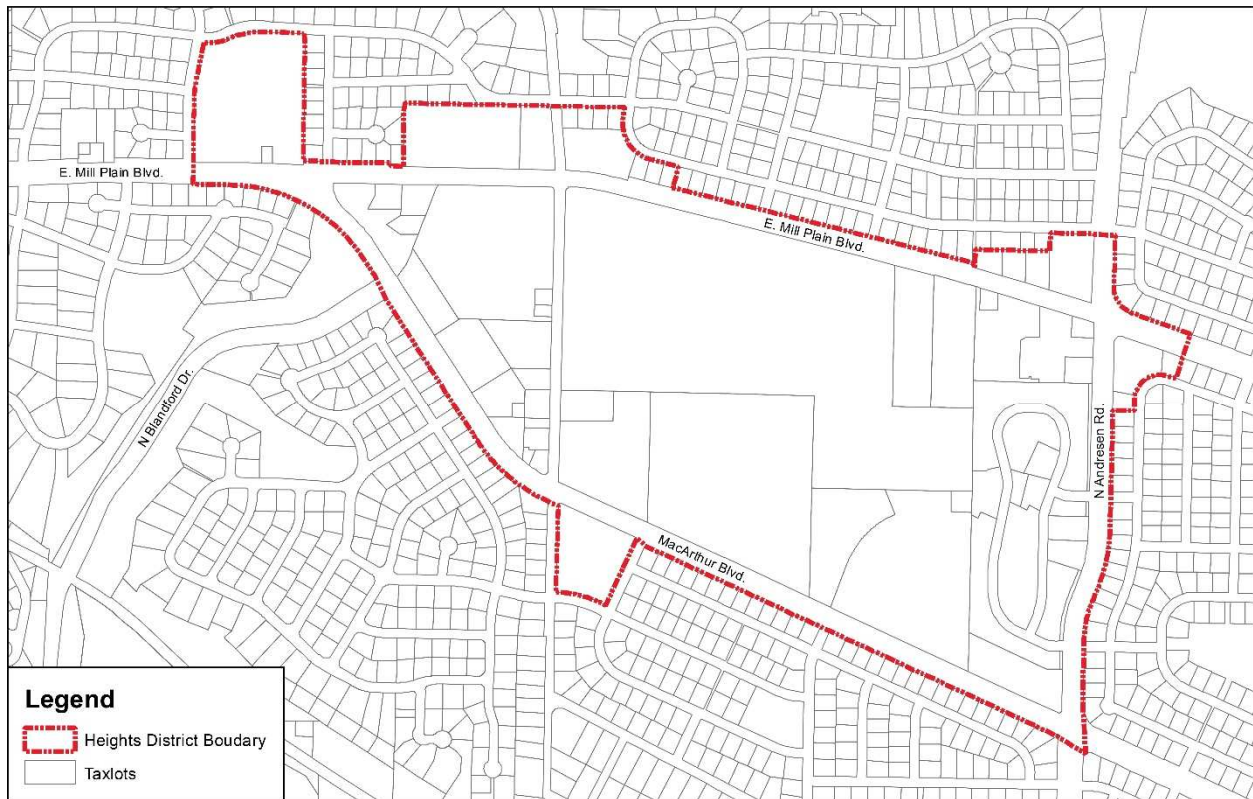 E. Mill Plain Blvd.
E. Mill Plain Blvd.
N Blandford Dr.
N Andresen Rd.
MacArthur Blvd.
Legend
Heights District Boudary
Taxlots